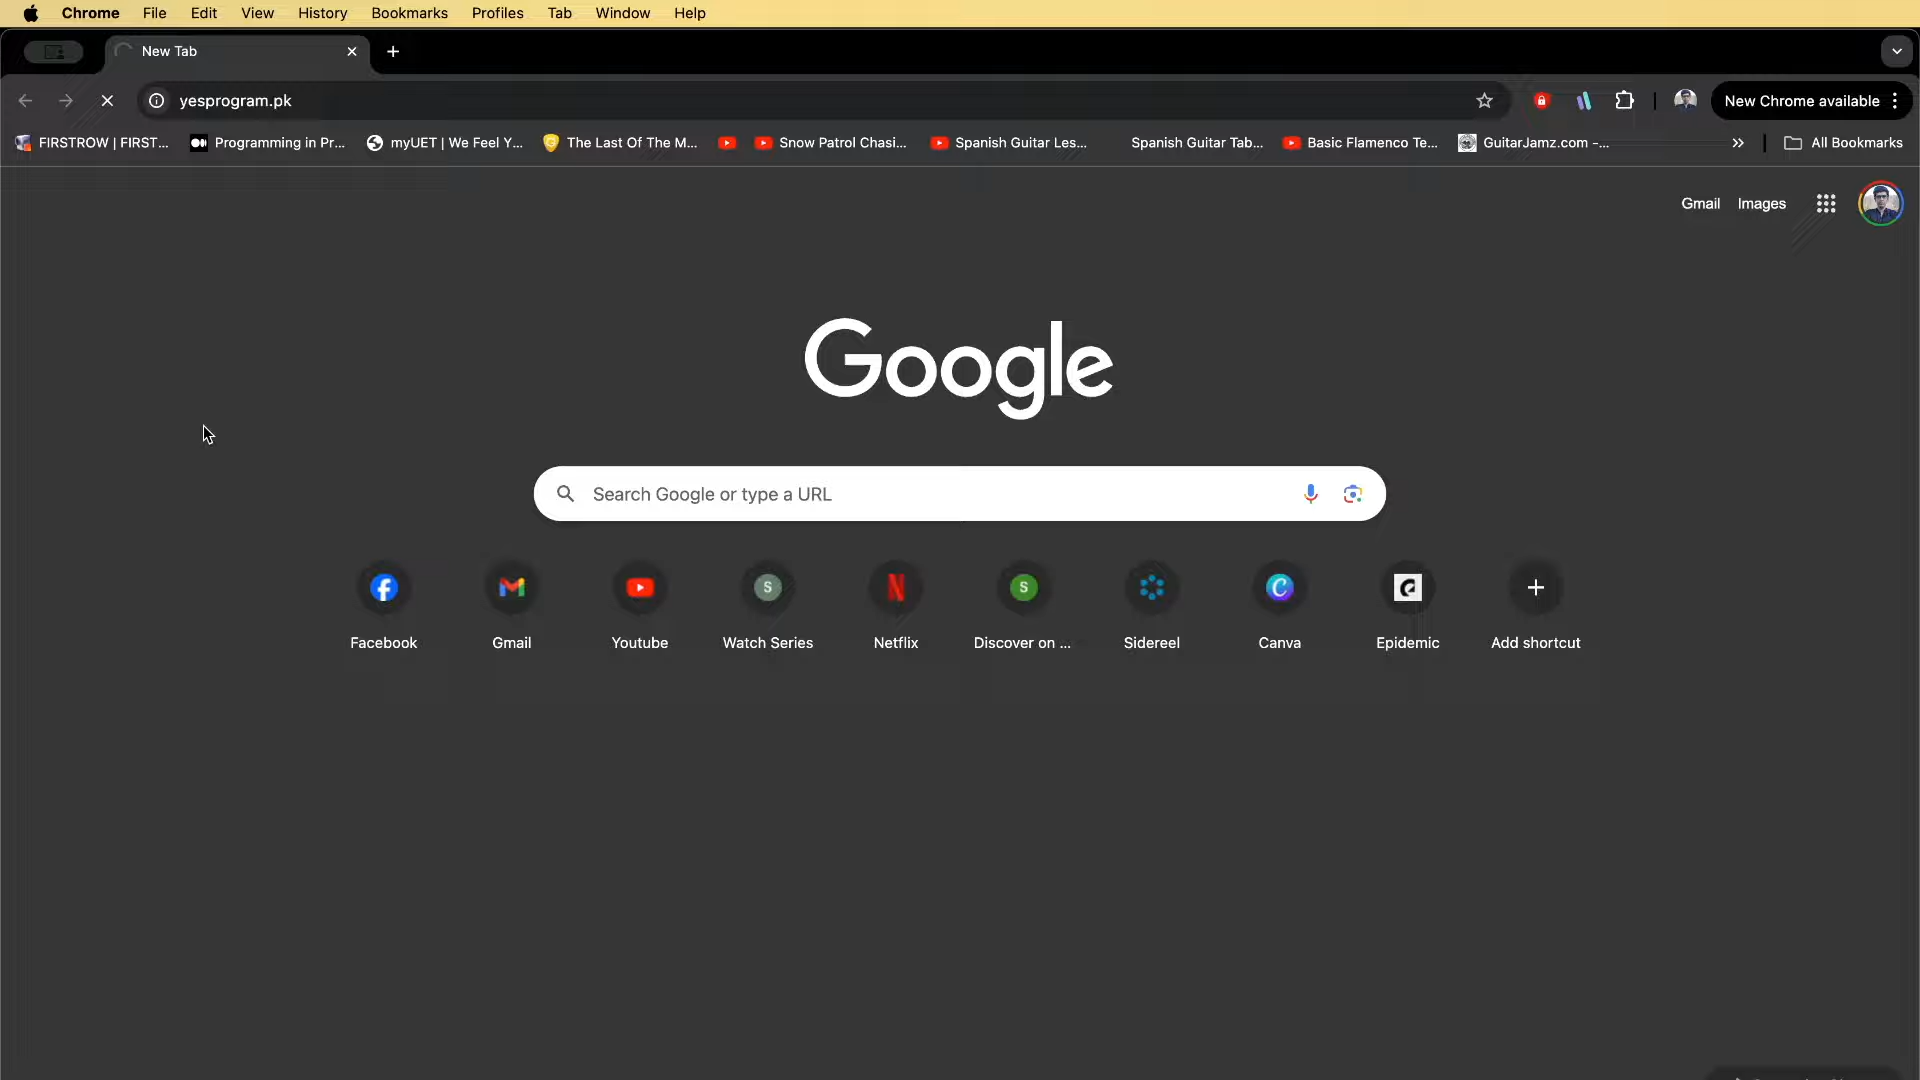 Chrome File Edit View History Bookmarks Profiles Tab Window Help
New Tab
yesprogram.pk
New Chrome available
FIRSTROW | FIRST... Programming in Pr... myUET | We Feel Y... The Last Of The M... Snow Patrol Chasi... Spanish Guitar Les... Spanish Guitar Tab... Basic Flamenco Te... GuitarJamz.com -... All Bookmarks
Gmail Images
Google
Search Google or type a URL
S N S C G
Facebook Gmail Youtube Watch Series Netflix Discover on ... Sidereel Canva Epidemic Add shortcut